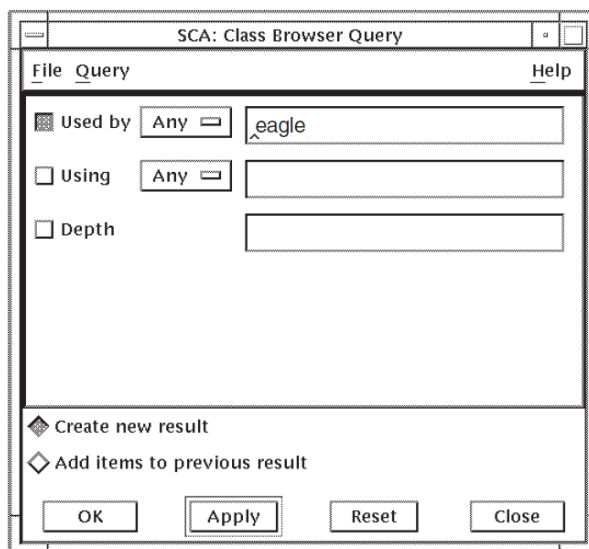 SCA: Class Browser Query
File Query Help
Used by Any eagle
Using Any
Depth
Create new result
Add items to previous result
OK Apply Reset Close